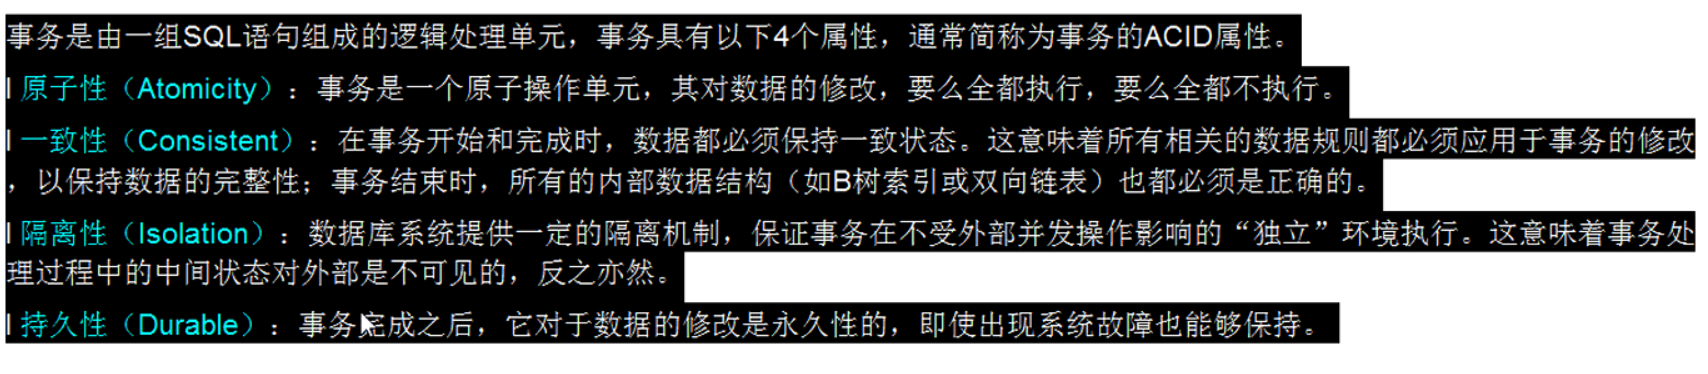 事务是由一组SQL语句组成的逻辑处理单元，事务具有以下4个属性，通常简称为事务的ACID属性。
l 原子性（Atomicity）：事务是一个原子操作单元，其对数据的修改，要么全都执行，要么全都不执行。
l 一致性（Consistent）：在事务开始和完成时，数据都必须保持一致状态。这意味着所有相关的数据规则都必须应用于事务的修改
，以保持数据的完整性；事务结束时，所有的内部数据结构（如B树索引或双向链表）也都必须是正确的。
l 隔离性（Isolation）：数据库系统提供一定的隔离机制，保证事务在不受外部并发操作影响的“独立”环境执行。这意味着事务处
理过程中的中间状态对外部是不可见的，反之亦然。
l 持久性（Durable）：事务完成之后，它对于数据的修改是永久性的，即使出现系统故障也能够保持。